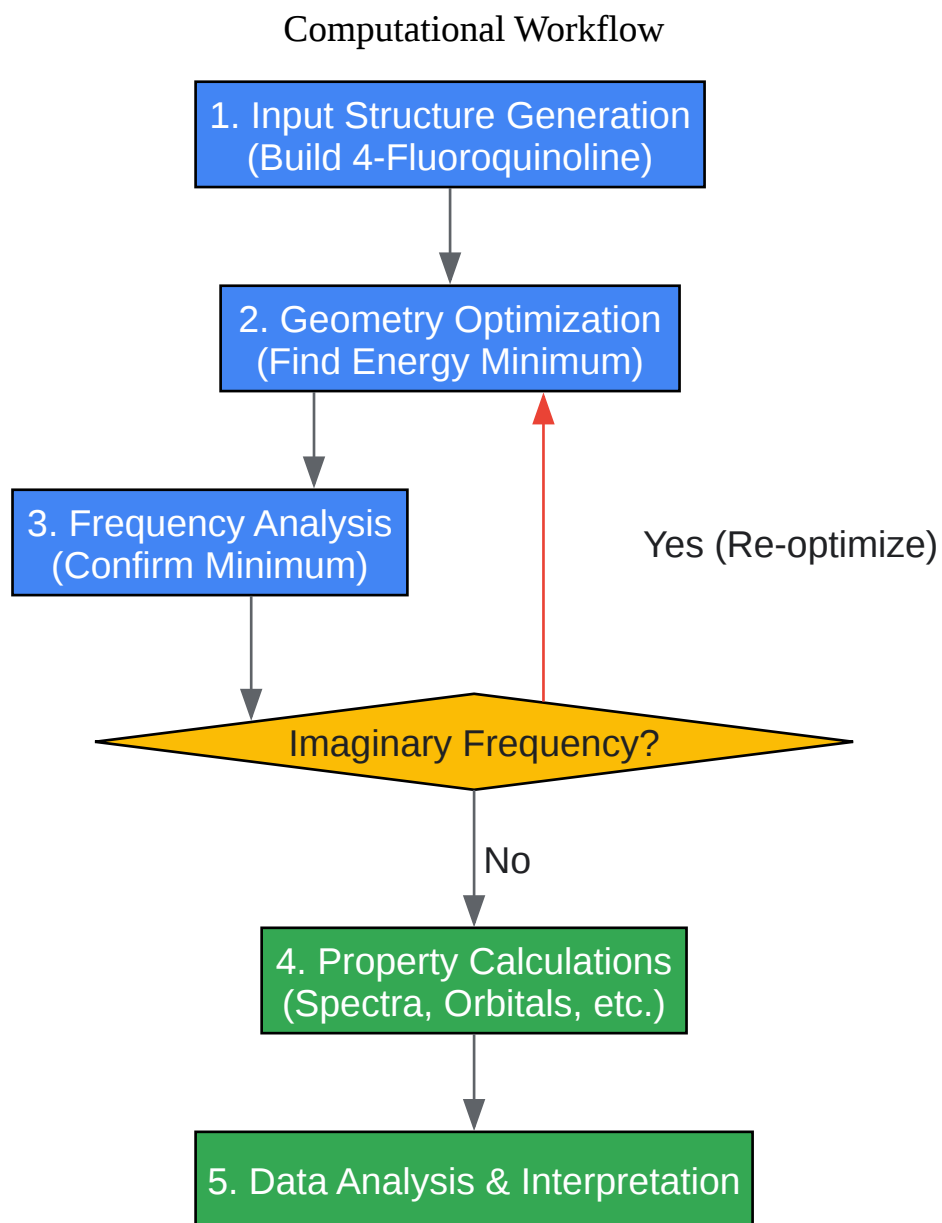 Computational Workflow
1. Input Structure Generation
(Build 4-Fluoroquinoline)
2. Geometry Optimization
(Find Energy Minimum)
3. Frequency Analysis
(Confirm Minimum)
Yes (Re-optimize)
Imaginary Frequency?
No
4. Property Calculations
(Spectra, Orbitals, etc.)
5. Data Analysis & Interpretation